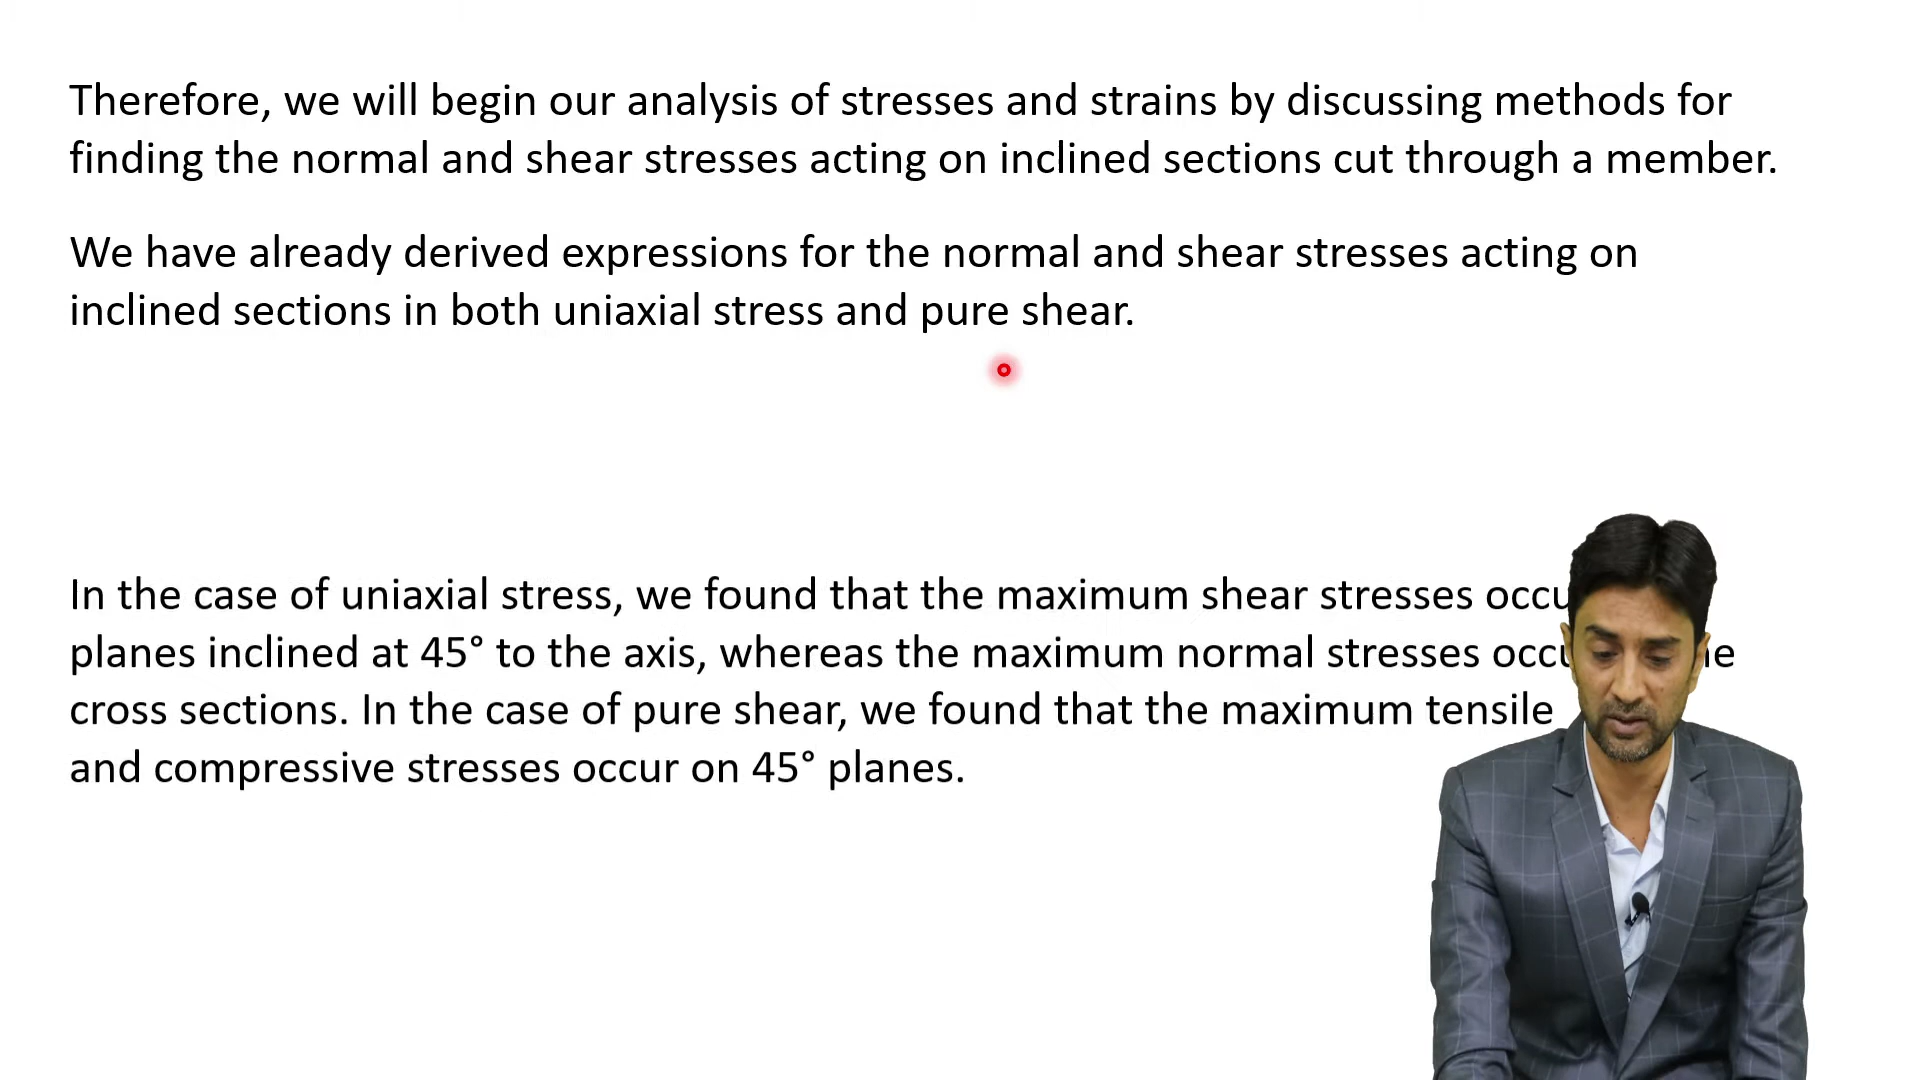 Therefore, we will begin our analysis of stresses and strains by discussing methods for
finding the normal and shear stresses acting on inclined sections cut through a member.
We have already derived expressions for the normal and shear stresses acting on
inclined sections in both uniaxial stress and pure shear.
In the case of uniaxial stress, we found that the maximum shear stresses
planes inclined at 45° to the axis, whereas the maximum normal stresses
cross sections. In the case of pure shear, we found that the maximum tensile
and compressive stresses occur on 45° planes.